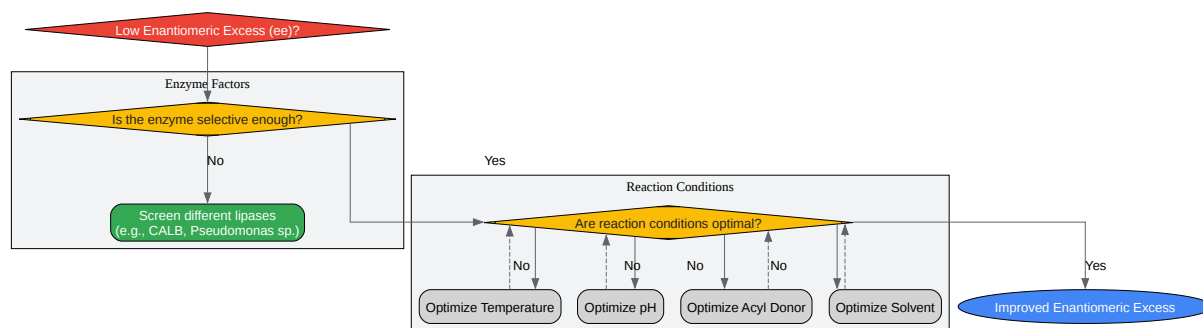 Low Enantiomeric Excess (ee)?
Enzyme Factors
Is the enzyme selective enough?
No
Yes
Screen different lipases
(e.g., CALB, Pseudomonas sp.)
Reaction Conditions
Are reaction conditions optimal?
No
No
No
No
Yes
Optimize Temperature
Optimize pH
Optimize Acyl Donor
Optimize Solvent
Improved Enantiomeric Excess